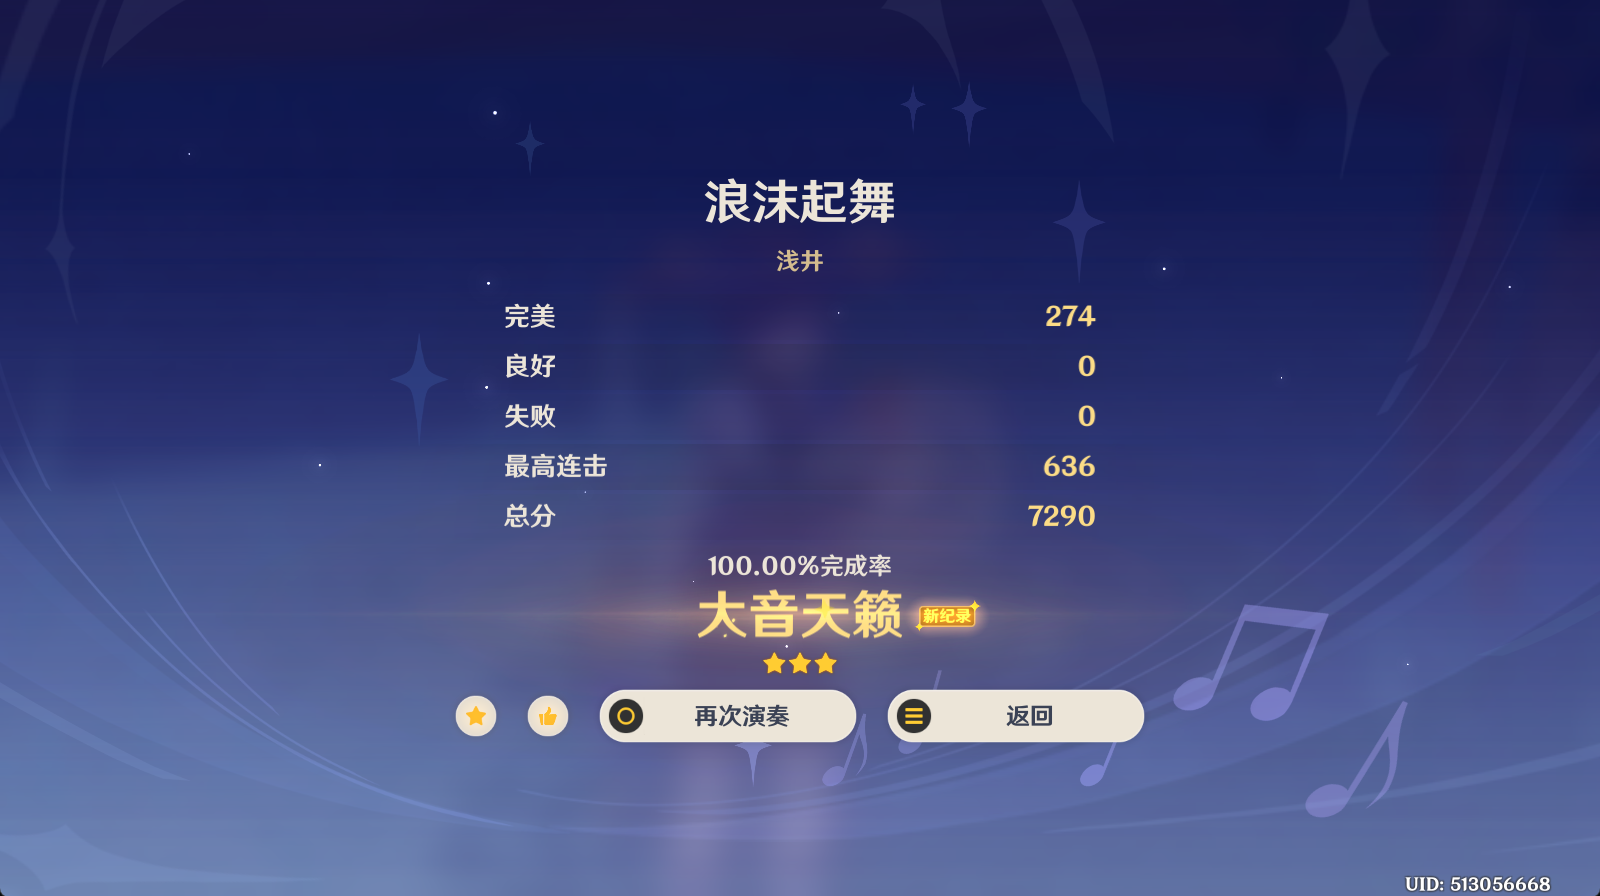 浪沫起舞
浅井
完美 274
良好 0
失败 0
最高连击 636
总分 7290
100.00%完成率
大音天籁 新纪录
再次演奏 返回
UID: 513056668